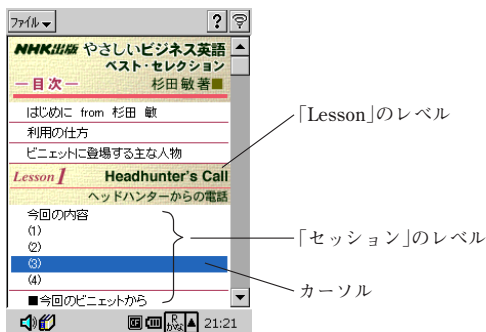 ファイル
?
NHK出版 やさしいビジネス英語
ベスト・セレクション
ー目次ー 杉田敏著■
はじめに from 杉田 敏
利用の仕方
ビニェットに登場する主な人物
Lesson 1 Headhunter's Call
ヘッドハンターからの電話
今回の内容
(1)
(2)
(3)
(4)
■今回のビニェットから
R
かな
21:21
「Lesson」のレベル
「セッション」のレベル
カーソル